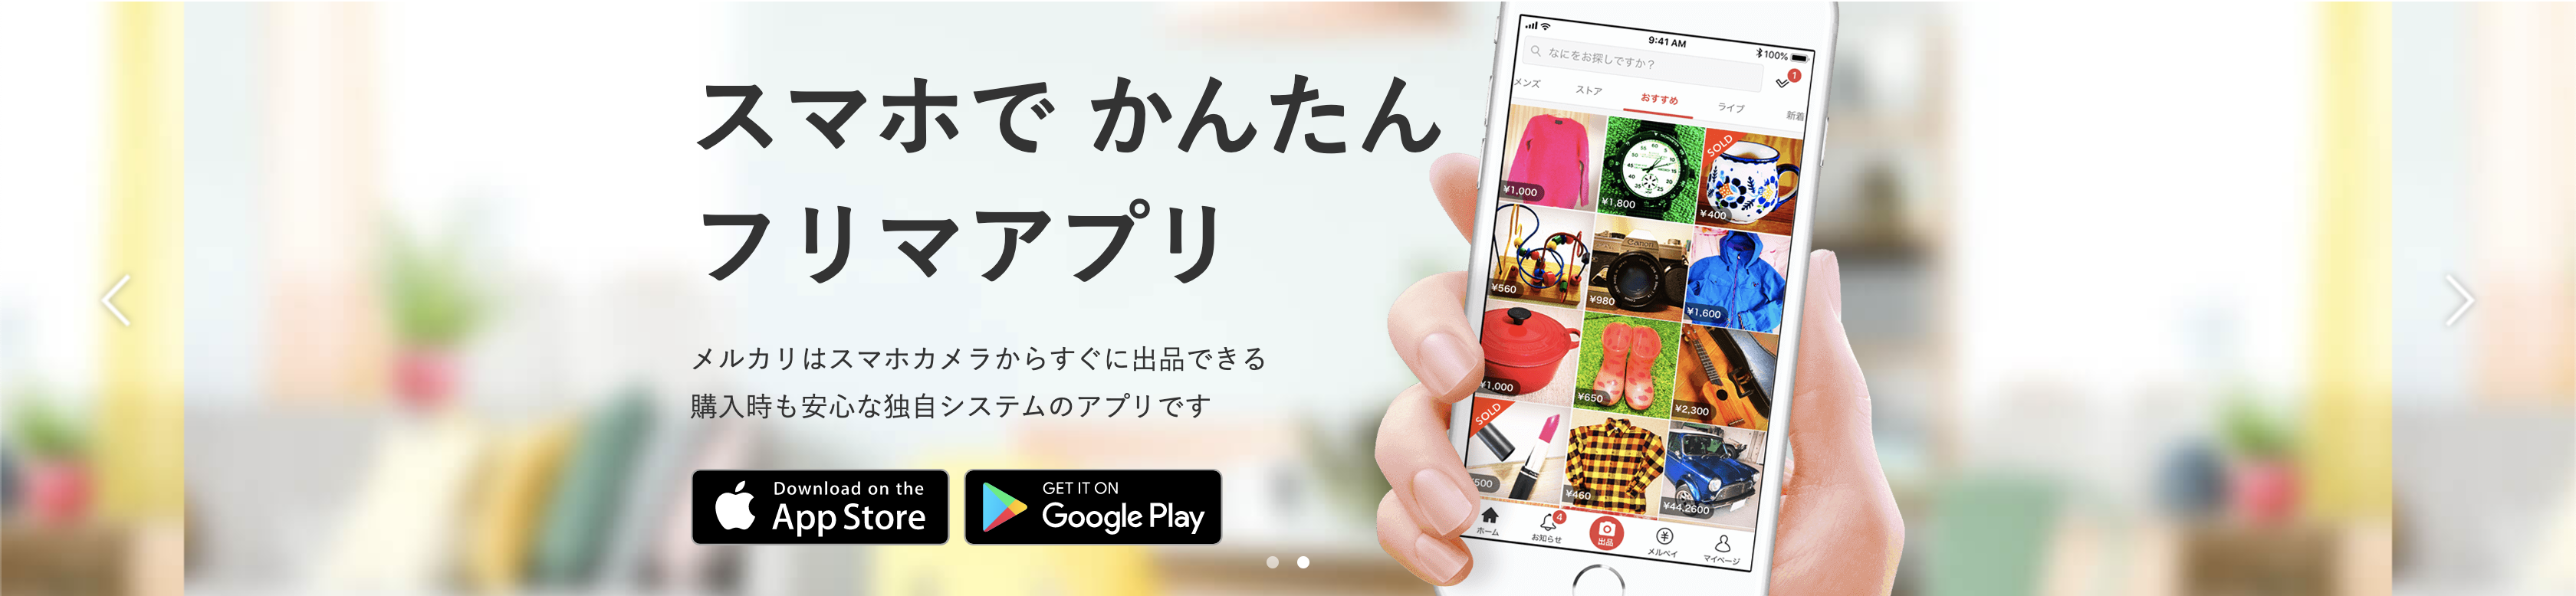 スマホで かんたん
フリマアプリ
メルカリはスマホカメラからすぐに出品できる
購入時も安心な独自システムのアプリです
Download on the
App Store
GET IT ON
Google Play
9:41 AM
100%
なにをお探しですか？
1
メンズ
ストア
おすすめ
ライブ
新着
¥1,000
¥1,800
SOLD
¥400
¥560
Canon
¥980
¥1,600
¥1,000
¥650
¥2,300
SOLD
¥460
¥44,2600
ホーム
4
お知らせ
出品
メルペイ
マイページ